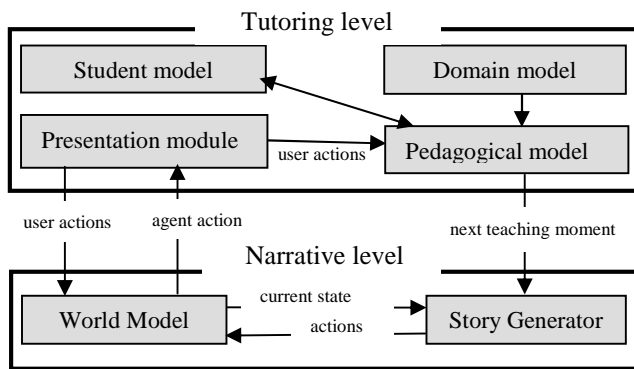 Tutoring level
Student model
Domain model
Presentation module
user actions
Pedagogical model
user actions
agent action
next teaching moment
Narrative level
World Model
current state
actions
Story Generator